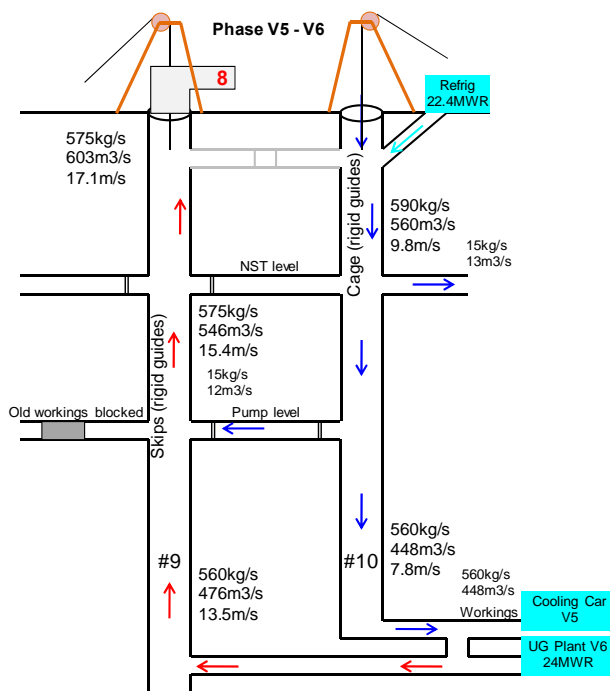 Phase V5 - V6
8
Refrig
22.4MWR
575kg/s
603m3/s
17.1m/s
Cage (rigid guides)
590kg/s
560m3/s
9.8m/s
15kg/s
13m3/s
NST level
575kg/s
546m3/s
15.4m/s
Skips (rigid guides)
15kg/s
12m3/s
Old workings blocked
Pump level
#9
#10
560kg/s
448m3/s
7.8m/s
560kg/s
476m3/s
13.5m/s
560kg/s
448m3/s
Workings
Cooling Car
V5
UG Plant V6
24MWR